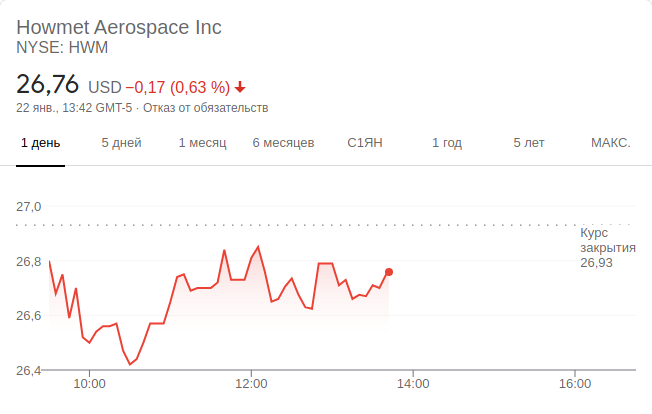 Howmet Aerospace Inc
NYSE: HWM
26,76 USD −0,17 (0,63 %)
22 янв., 13:42 GMT-5 · Отказ от обязательств
1 день 5 дней 1 месяц 6 месяцев С1ЯН 1 год 5 лет МАКС.
27,0
Курс
закрытия
26,93
26,8
26,6
26,4
10:00 12:00 14:00 16:00